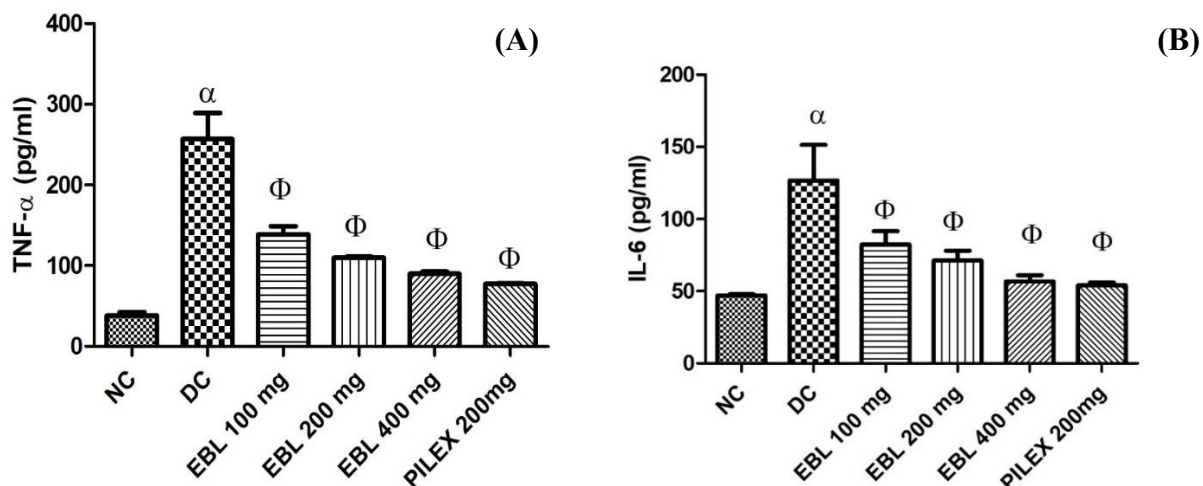 (A)
TNF-α (pg/ml)
400
300
200
100
0
α
Φ
Φ
Φ
Φ
NC
DC
EBL 100 mg
EBL 200 mg
EBL 400 mg
PILEX 200mg
(B)
IL-6 (pg/ml)
200
150
100
50
0
α
Φ
Φ
Φ
Φ
NC
DC
EBL 100 mg
EBL 200 mg
EBL 400 mg
PILEX 200mg